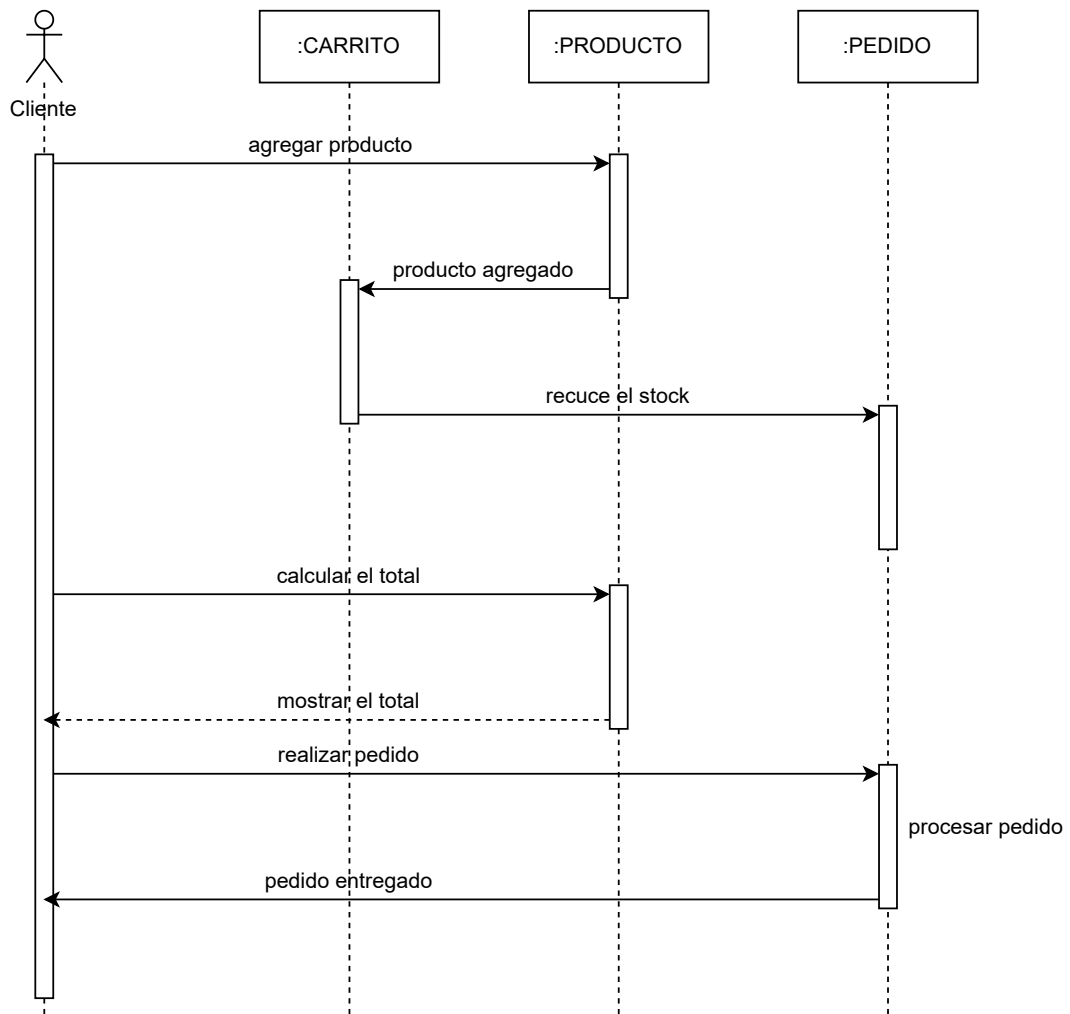 :CARRITO
:PRODUCTO
:PEDIDO
Cliente
agregar producto
producto agregado
recuce el stock
calcular el total
mostrar el total
realizar pedido
procesar pedido
pedido entregado